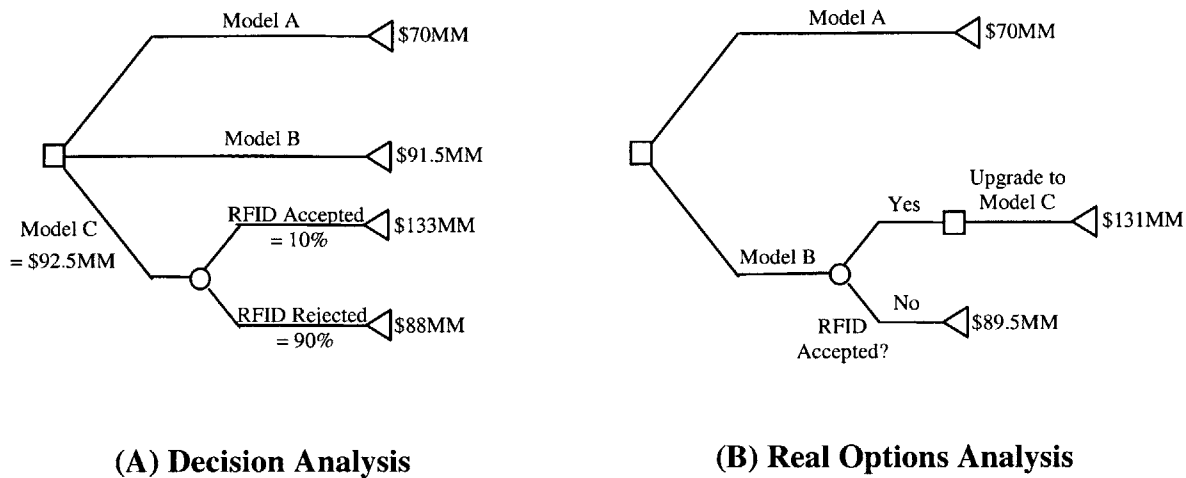 Model A
$70MM
Model B
$91.5MM
Model C
= $92.5MM
RFID Accepted
= 10%
$133MM
RFID Rejected
= 90%
$88MM
(A) Decision Analysis
Model A
$70MM
Model B
Yes
Upgrade to
Model C
$131MM
No
$89.5MM
RFID
Accepted?
(B) Real Options Analysis